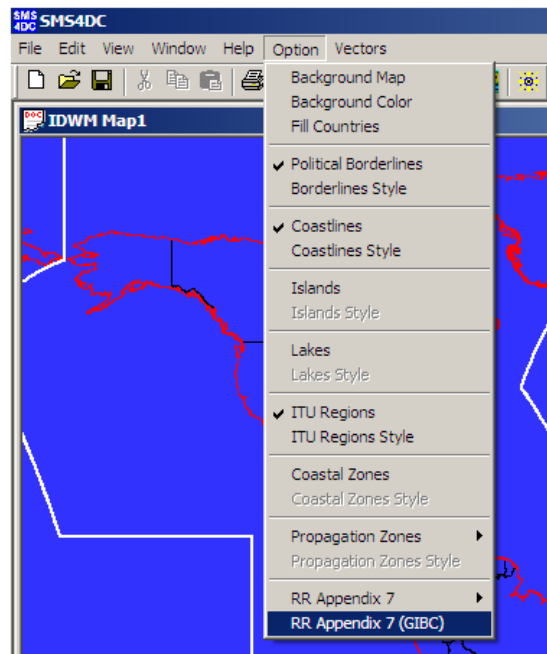 SMS
4DC
SMS4DC
File Edit View Window Help Option Vectors
DOC
IDWM Map1
Background Map
Background Color
Fill Countries
Political Borderlines
Borderlines Style
Coastlines
Coastlines Style
Islands
Islands Style
Lakes
Lakes Style
ITU Regions
ITU Regions Style
Coastal Zones
Coastal Zones Style
Propagation Zones
Propagation Zones Style
RR Appendix 7
RR Appendix 7 (GIBC)